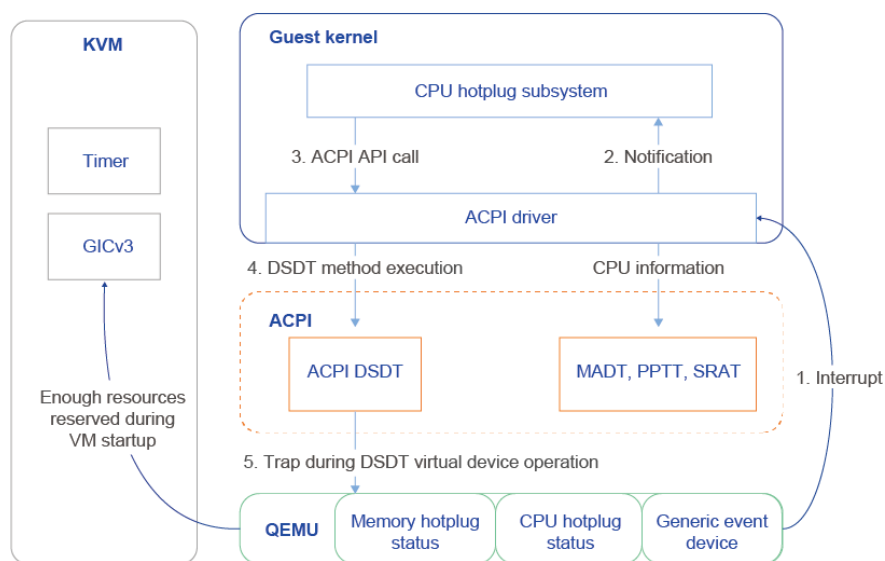 KVM
Timer
GICv3
Enough resources
reserved during
VM startup
Guest kernel
CPU hotplug subsystem
3. ACPI API call
2. Notification
ACPI driver
4. DSDT method execution
CPU information
ACPI
ACPI DSDT
MADT, PPTT, SRAT
1. Interrupt
5. Trap during DSDT virtual device operation
QEMU
Memory hotplug
status
CPU hotplug
status
Generic event
device